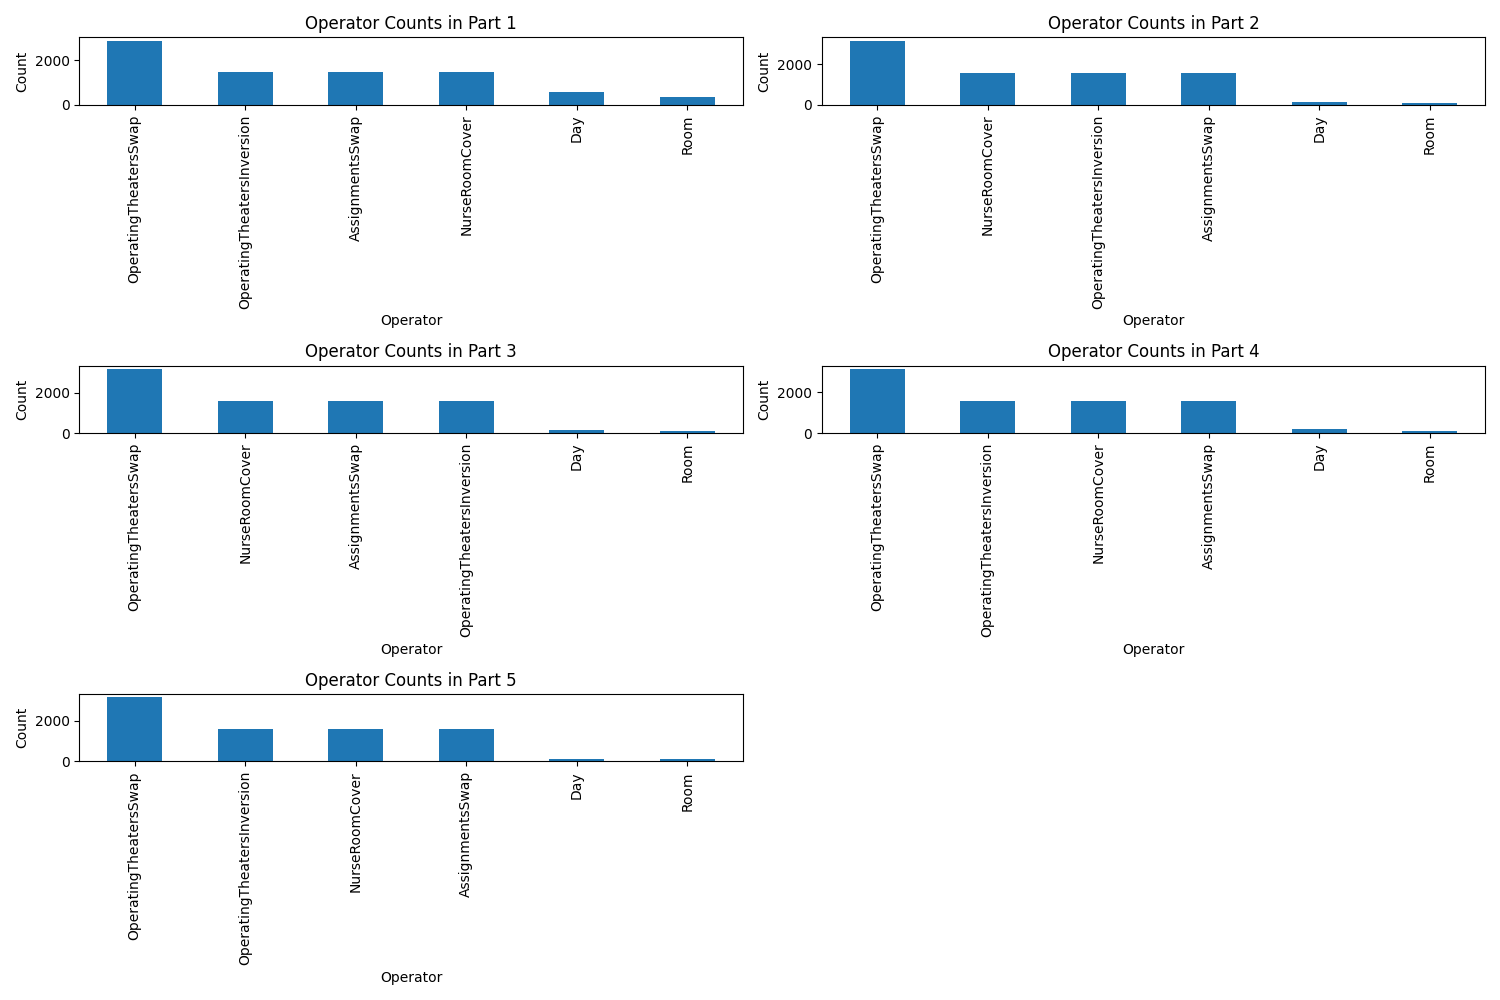 Operator Counts in Part 1
Count
2000
0
OperatingTheatersSwap
OperatingTheatersInversion
AssignmentsSwap
NurseRoomCover
Day
Room
Operator
Operator Counts in Part 2
Count
2000
0
OperatingTheatersSwap
NurseRoomCover
OperatingTheatersInversion
AssignmentsSwap
Day
Room
Operator
Operator Counts in Part 3
Count
2000
0
OperatingTheatersSwap
NurseRoomCover
AssignmentsSwap
OperatingTheatersInversion
Day
Room
Operator
Operator Counts in Part 4
Count
2000
0
OperatingTheatersSwap
OperatingTheatersInversion
NurseRoomCover
AssignmentsSwap
Day
Room
Operator
Operator Counts in Part 5
Count
2000
0
OperatingTheatersSwap
OperatingTheatersInversion
NurseRoomCover
AssignmentsSwap
Day
Room
Operator